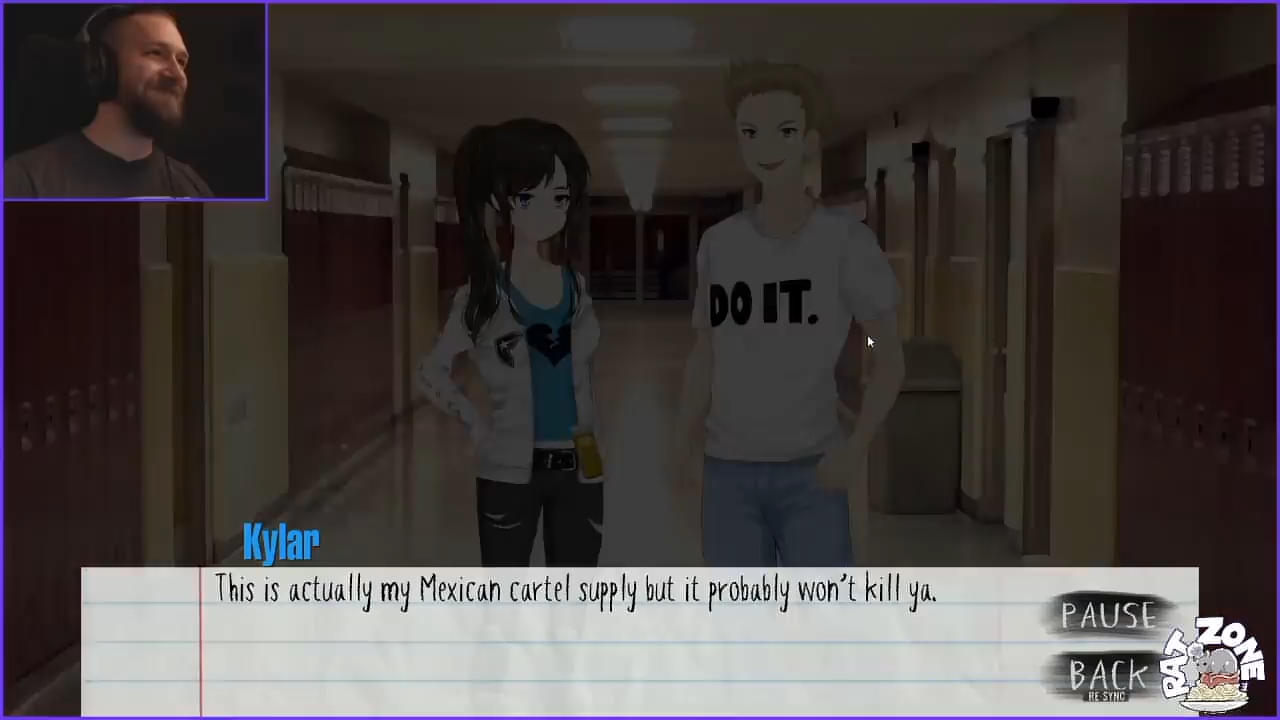 DO IT.
Kylar
This is actually my Mexican cartel supply but it probably won't kill ya.
PAUSE
BACK
RE SYNC
RAT ZONE